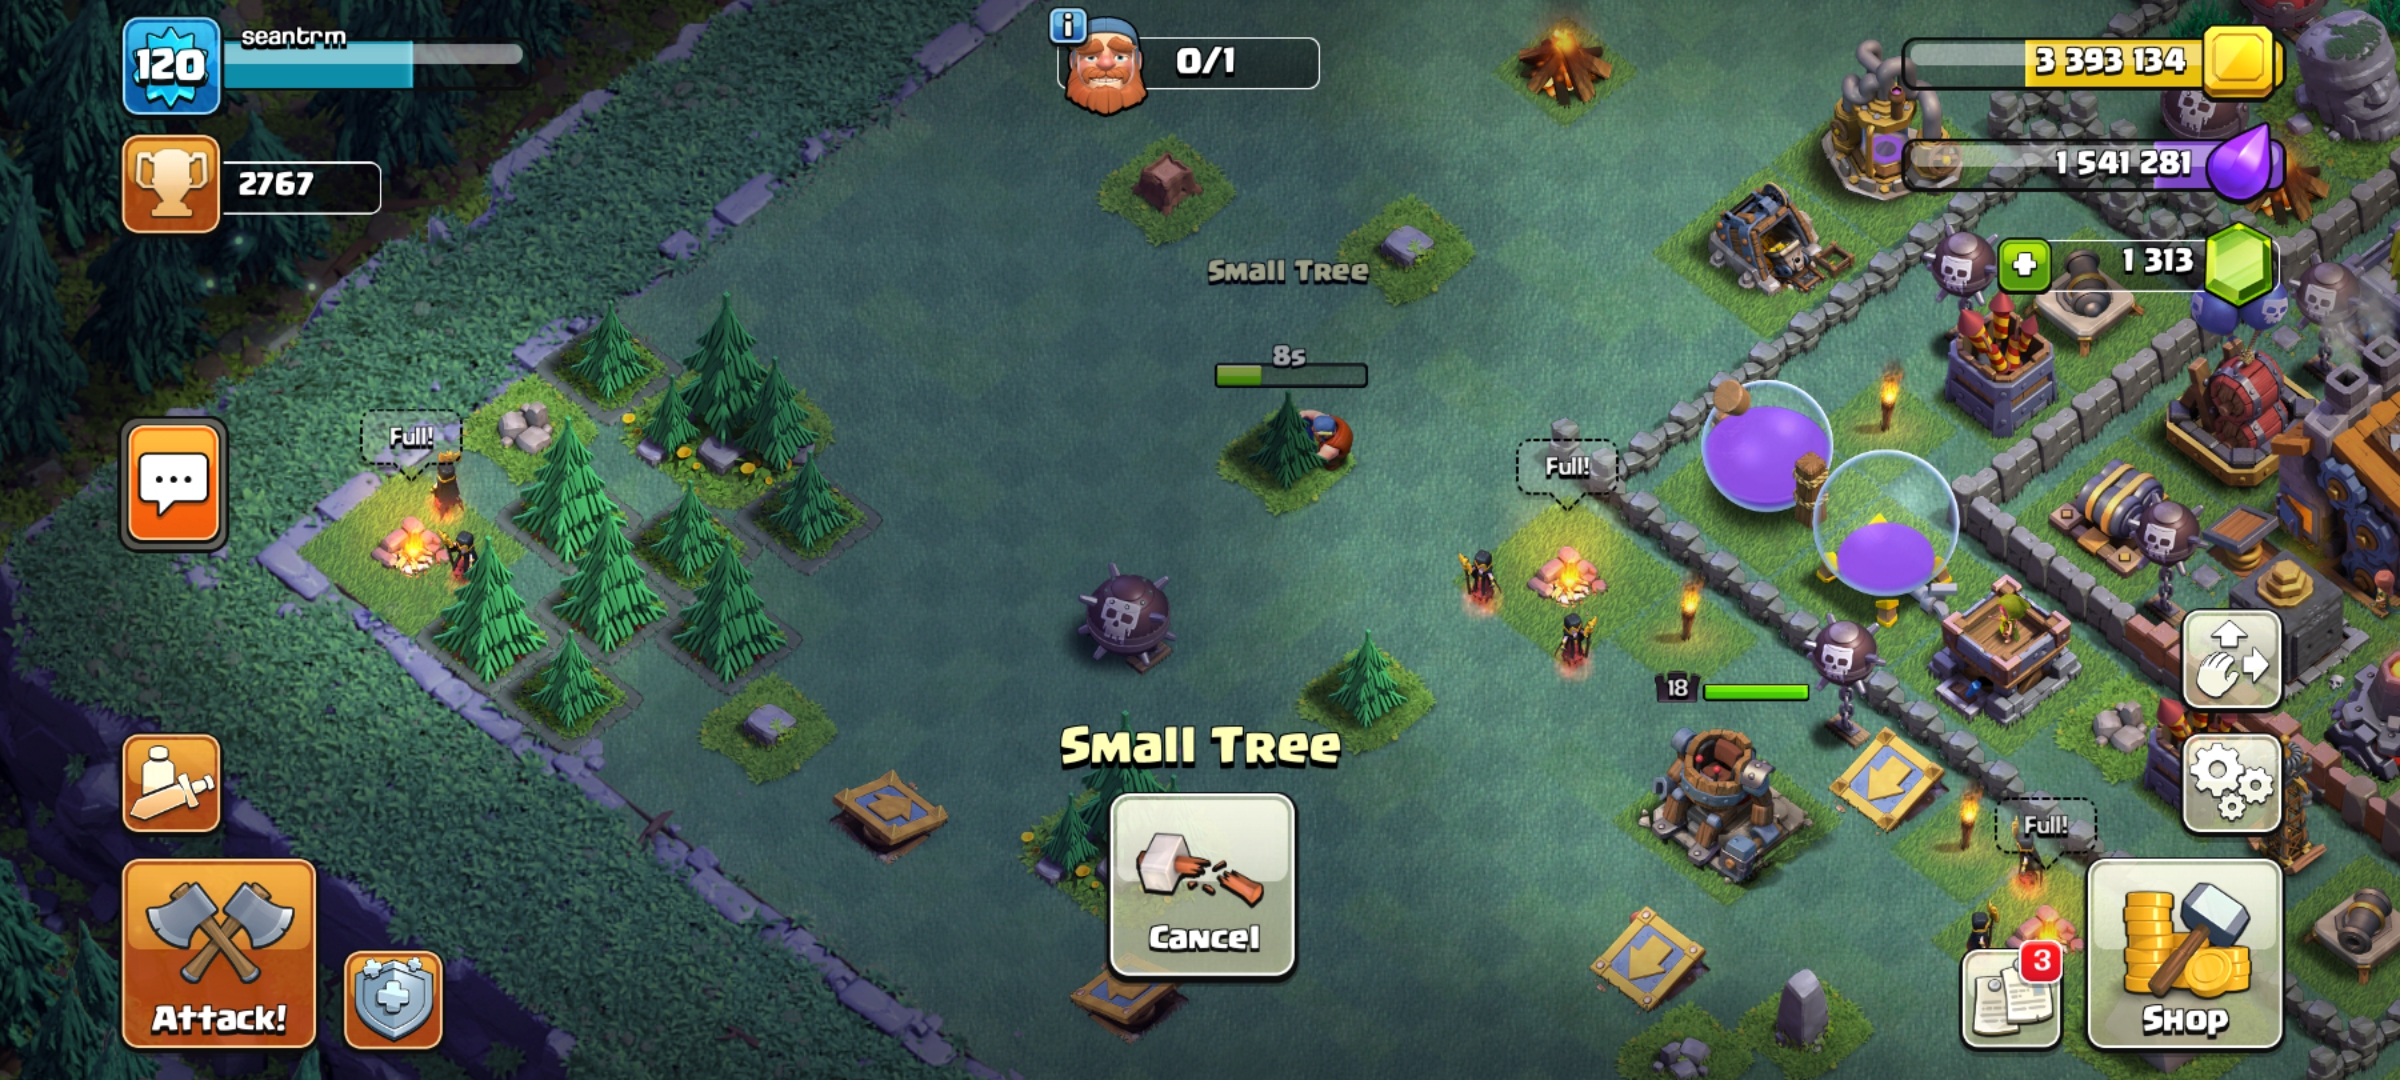 120
seantrm
0/1
3 393 134
2767
1 541 281
1 313
Small Tree
8s
Full!
Full!
18
Small Tree
Full!
Cancel
3
Attack!
Shop